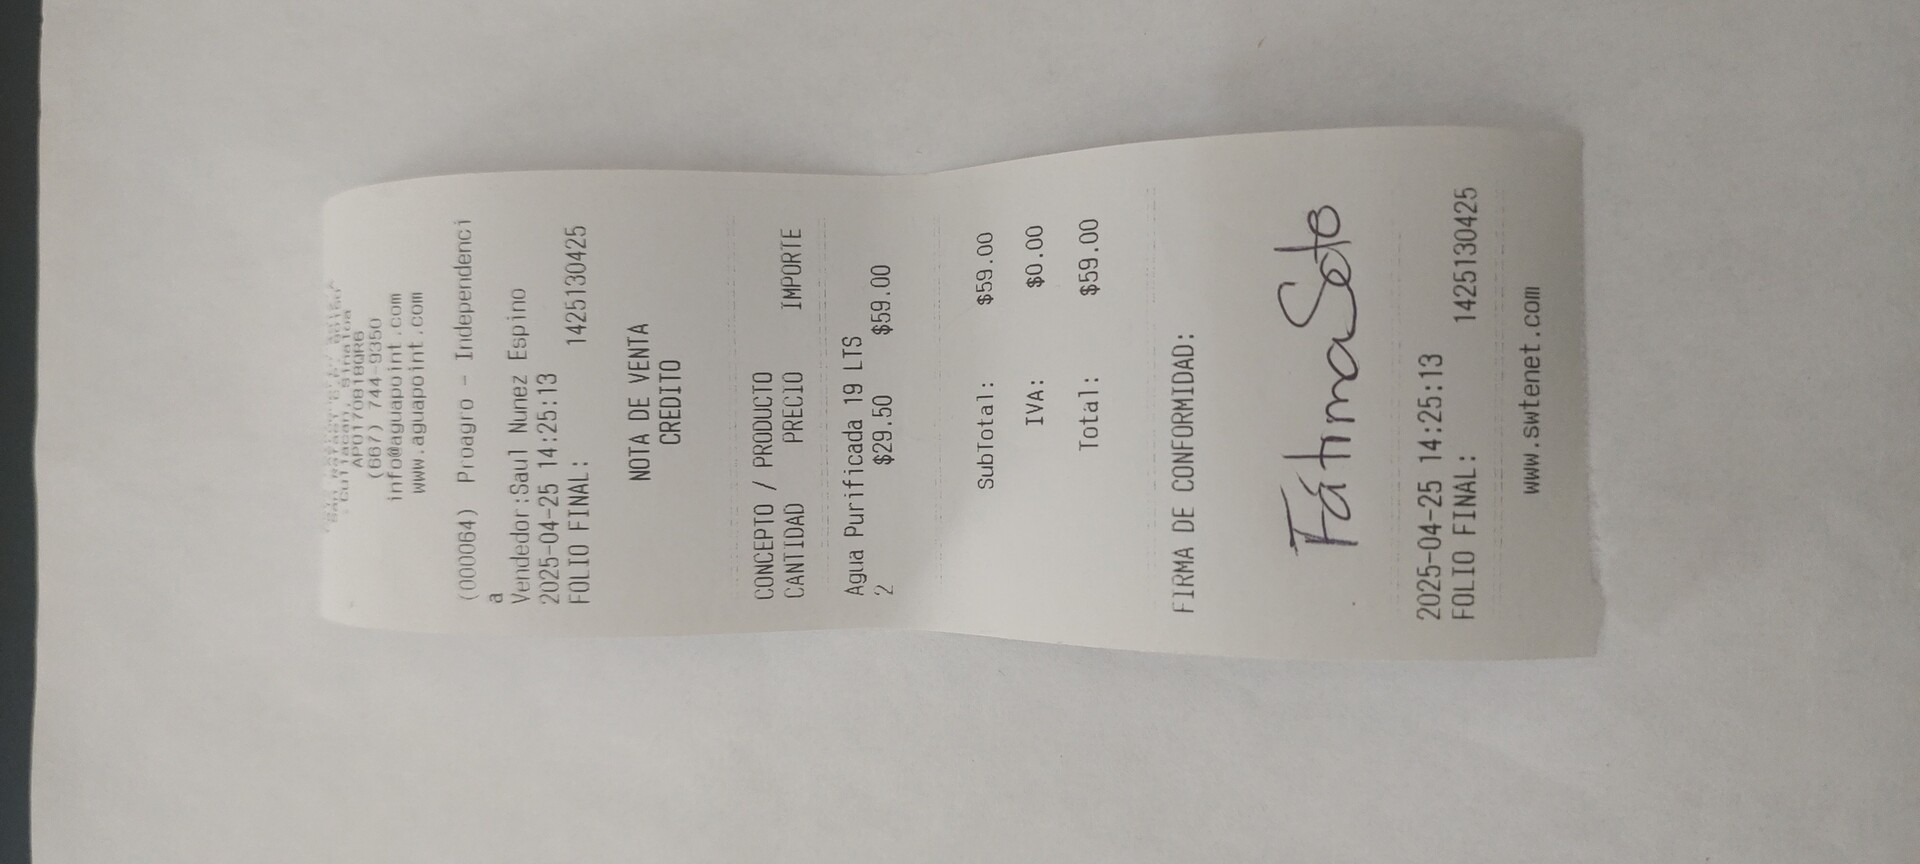 Culiacan, Sinaloa
(667) 744-9350
info@aguapoint.com
www.aguapoint.com
(000064) Proagro - Independenci
a
Vendedor:Saul Nunez Espino
2025-04-25 14:25:13
FOLIO FINAL: 1425130425
NOTA DE VENTA
CREDITO
CONCEPTO / PRODUCTO
CANTIDAD PRECIO IMPORTE
Agua Purificada 19 LTS
2 $29.50 $59.00
SubTotal: $59.00
IVA: $0.00
Total: $59.00
FIRMA DE CONFORMIDAD:
Fátima Soto
2025-04-25 14:25:13
FOLIO FINAL: 1425130425
www.swtenet.com